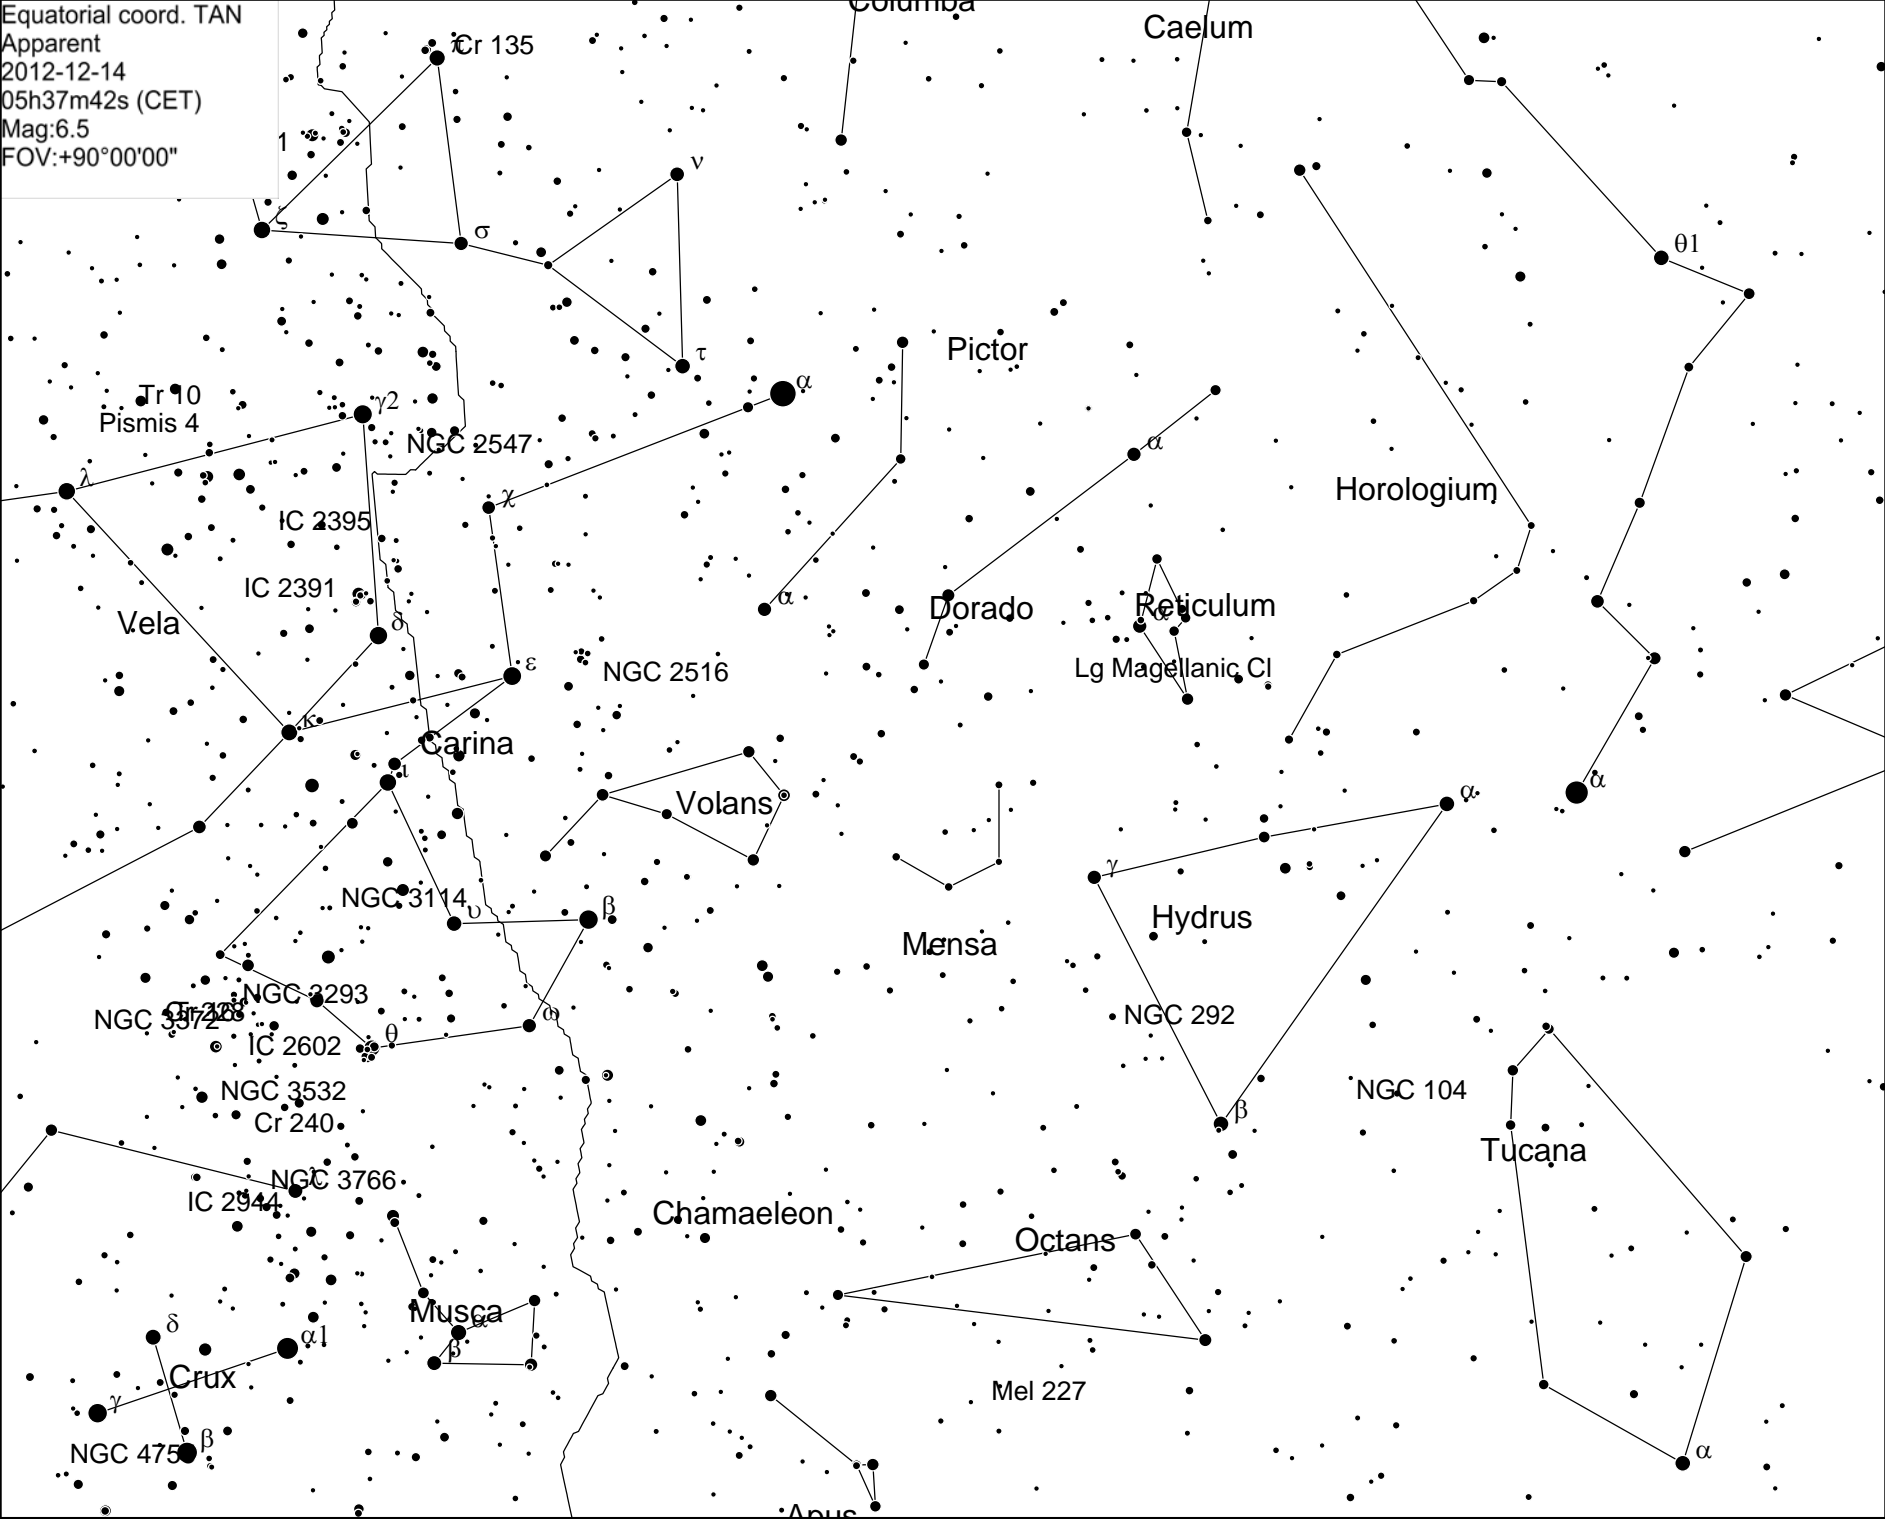 Equatorial coord. TAN
Apparent
2012-12-14
05h37m42s (CET)
Mag:6.5
FOV:+90°00'00"
Columba
Caelum
π
Cr 135
1
ν
ζ
σ
θ1
Pictor
τ
α
Tr 10
γ2
Pismis 4
NGC 2547
α
λ
Horologium
χ
IC 2395
IC 2391
α
Dorado
Reticulum
α
Vela
δ
ε
NGC 2516
Lg Magellanic Cl
κ
Carina
ι
Volans
α
α
γ
NGC 3114
υ
β
Hydrus
Mensa
NGC 3293
NGC 3372
ω
NGC 292
θ
IC 2602
NGC 3532
NGC 104
β
Cr 240
Tucana
λ
NGC 3766
IC 2944
Chamaeleon
Octans
Musca
α
δ
α1
β
Crux
Mel 227
γ
β
NGC 475
α
Apus